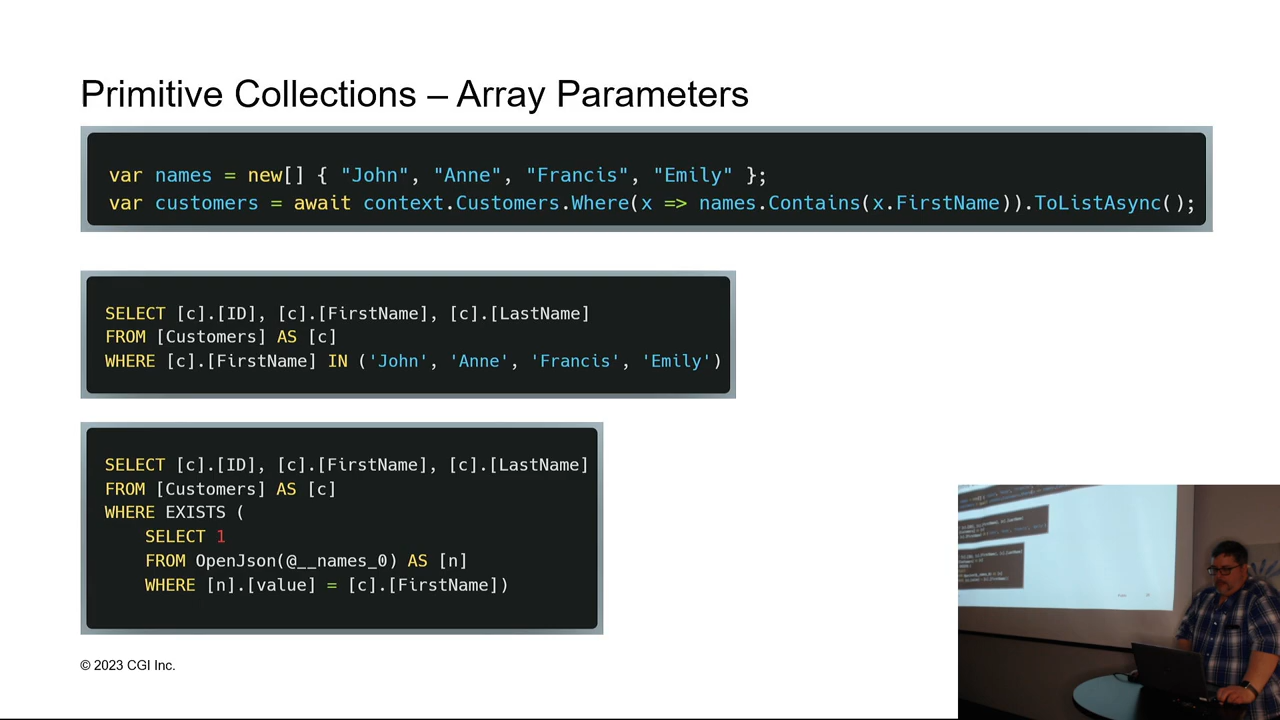 Primitive Collections – Array Parameters
var names = new[] { "John", "Anne", "Francis", "Emily" };
var customers = await context.Customers.Where(x => names.Contains(x.FirstName)).ToListAsync();
SELECT [c].[ID], [c].[FirstName], [c].[LastName]
FROM [Customers] AS [c]
WHERE [c].[FirstName] IN ('John', 'Anne', 'Francis', 'Emily')
SELECT [c].[ID], [c].[FirstName], [c].[LastName]
FROM [Customers] AS [c]
WHERE EXISTS (
SELECT 1
FROM OpenJson(@__names_0) AS [n]
WHERE [n].[value] = [c].[FirstName])
© 2023 CGI Inc.